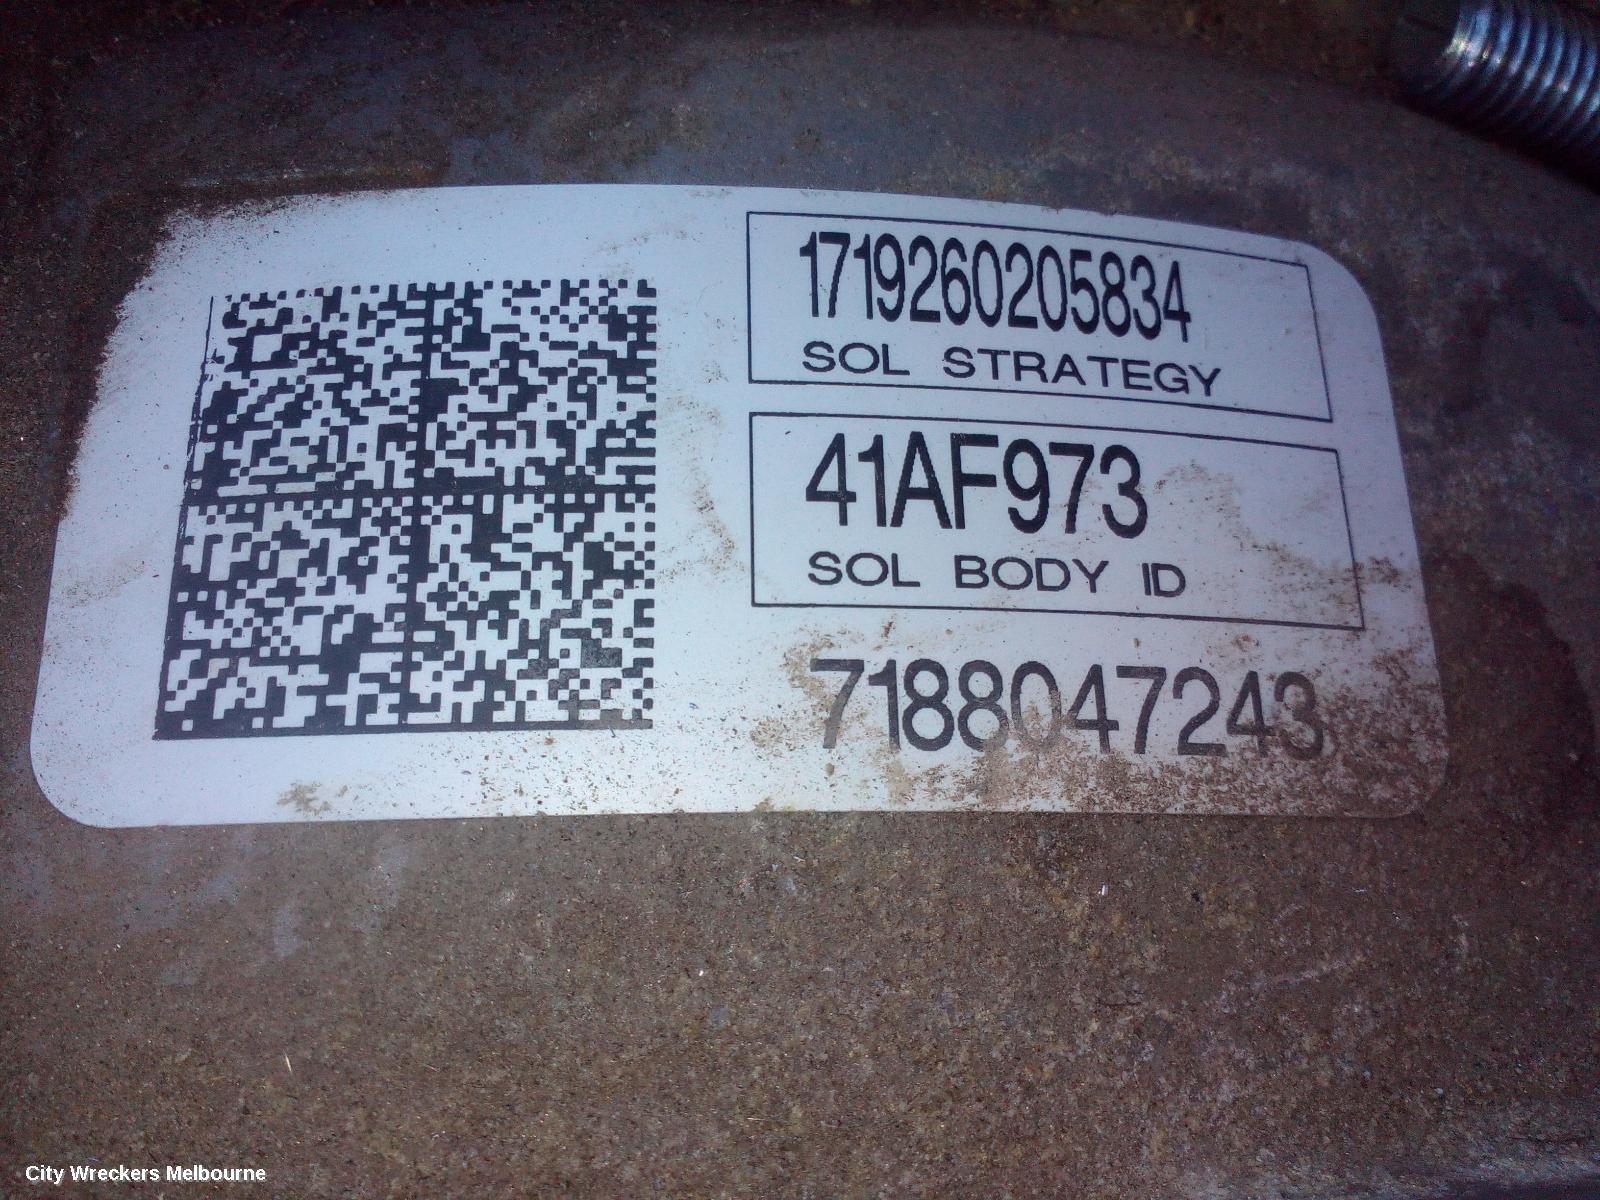 1719260205834
SOL STRATEGY
41AF973
SOL BODY ID
7188047243
City Wreckers Melbourne